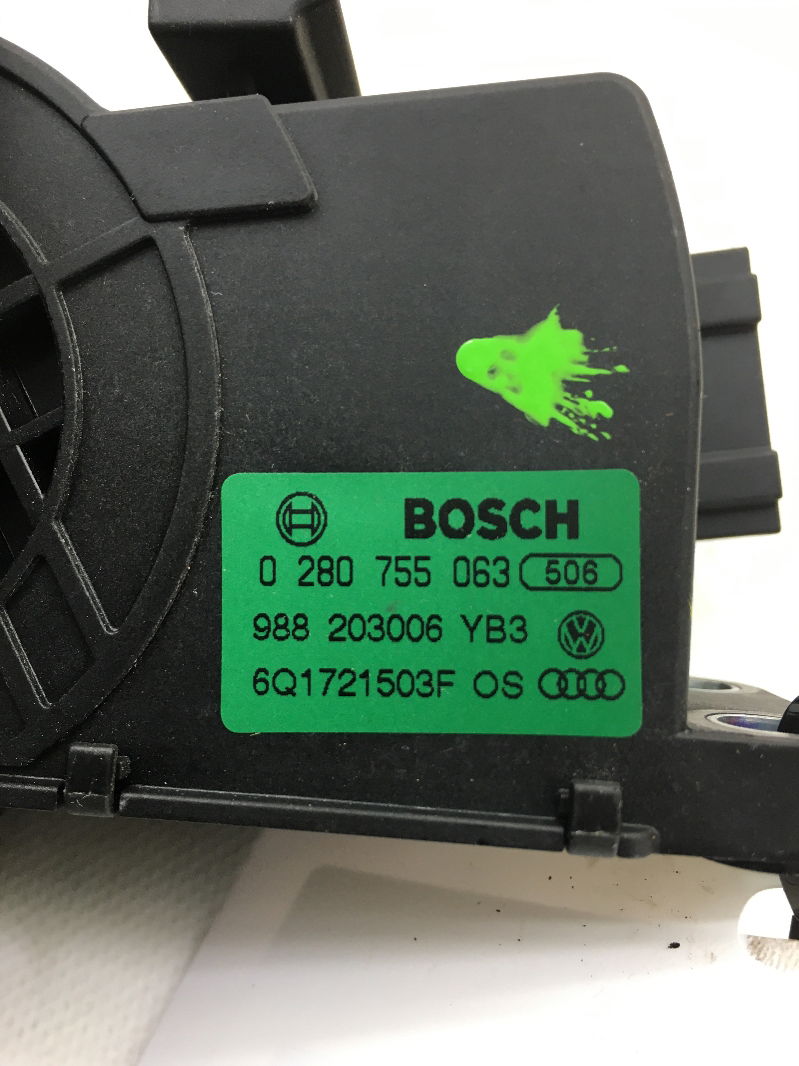 BOSCH
0 280 755 063 506
988 203006 YB3
6Q1721503F OS